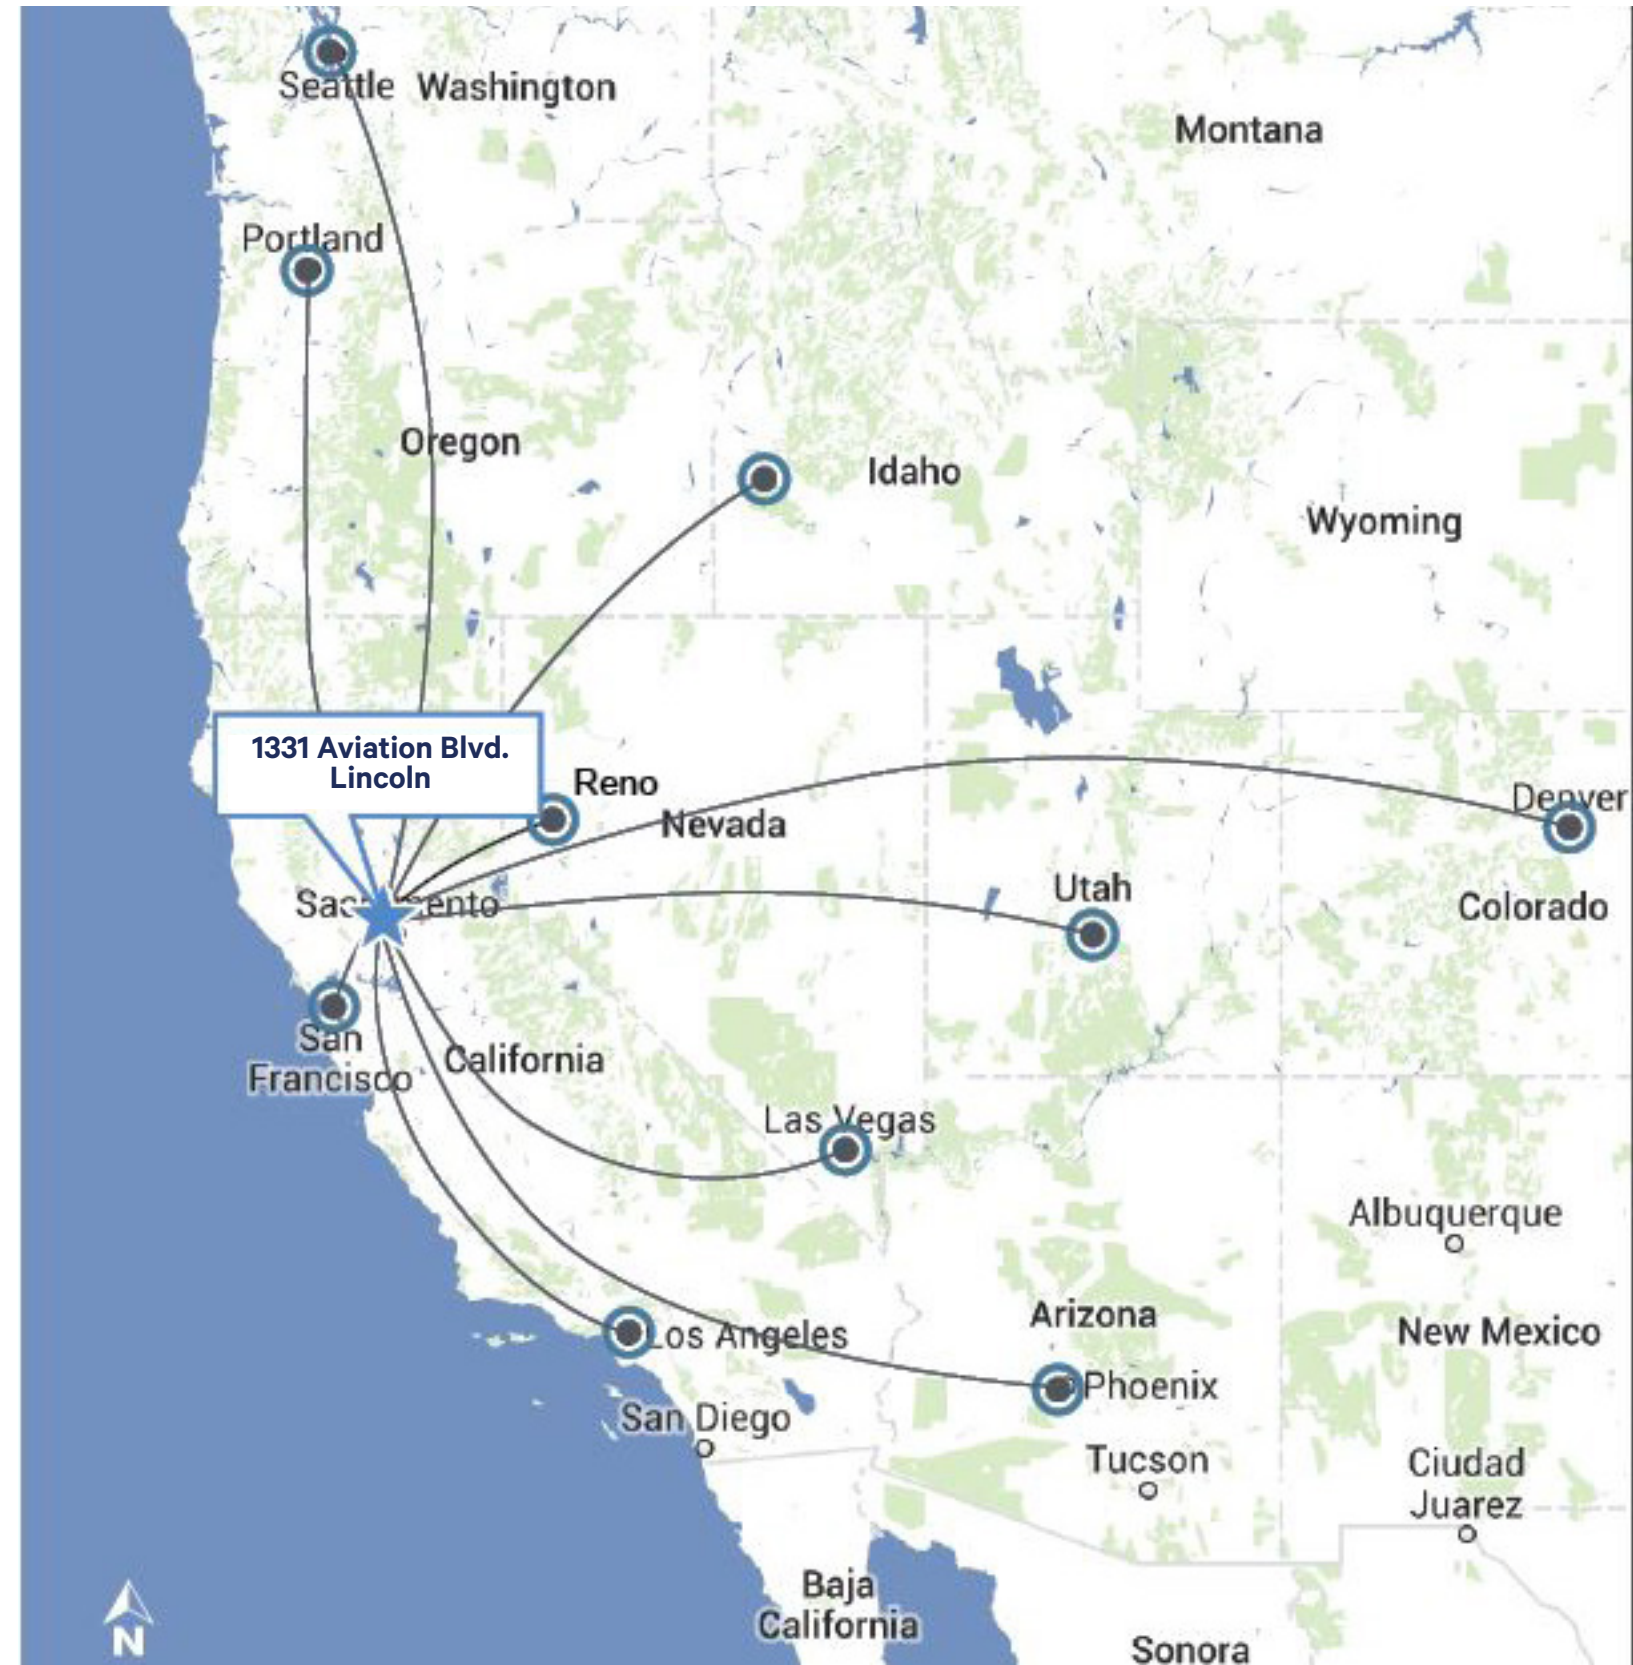 Seattle
Washington
Montana
Portland
Oregon
Idaho
Wyoming
1331 Aviation Blvd.
Lincoln
Reno
Nevada
Denver
Utah
Colorado
San
Francisco
California
Las Vegas
Albuquerque
Arizona
New Mexico
Los Angeles
Phoenix
San Diego
Tucson
Ciudad
Juarez
Baja
California
Sonora
N